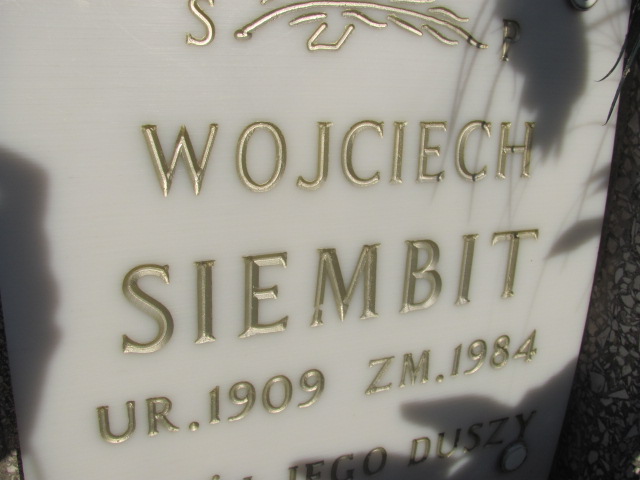 S P
WOJCIECH
SIEMBIT
UR.1909 ZM.1984
JEGO DUSZY